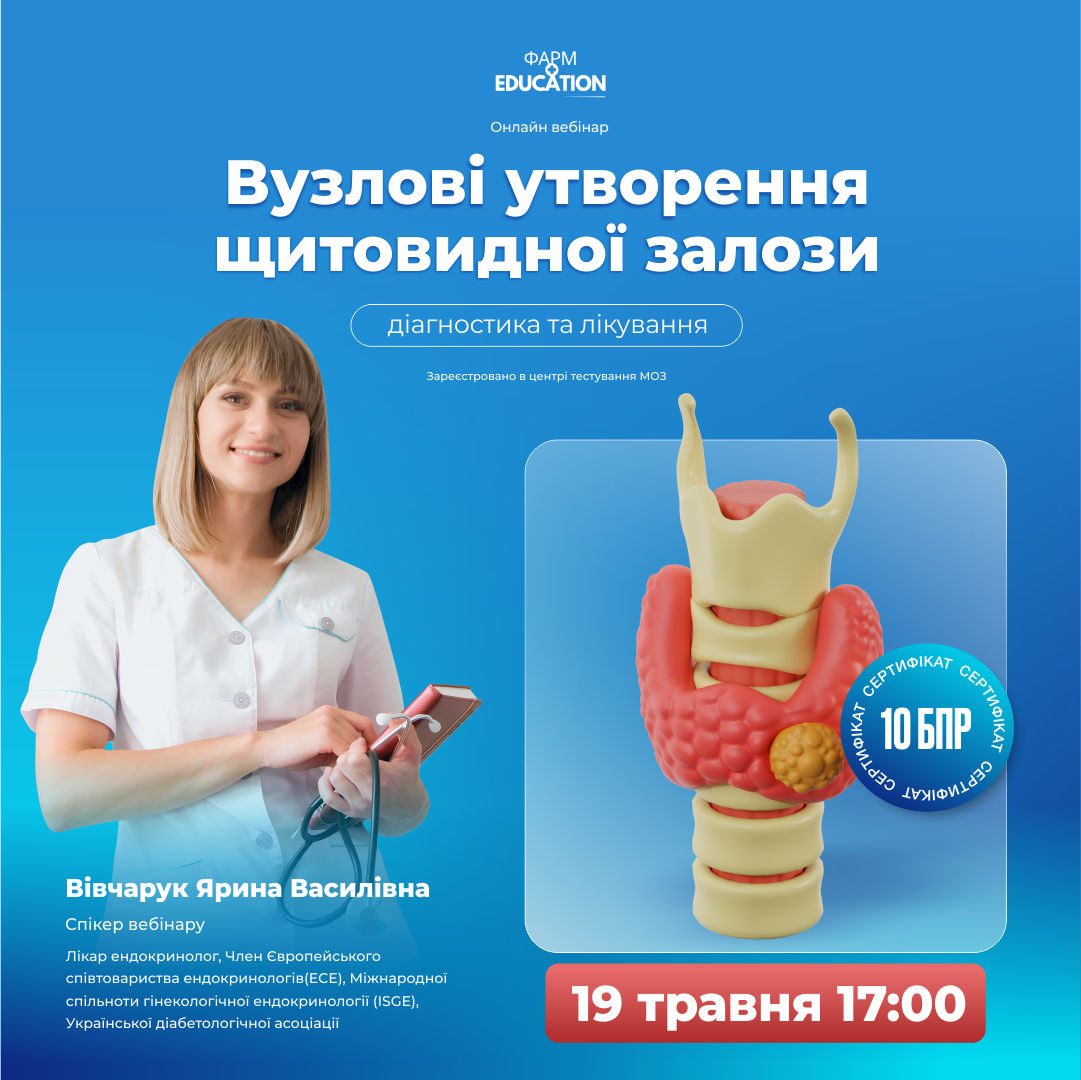 ФАРМ
EDUCATION
Онлайн вебінар
Вузлові утворення
щитовидної залози
діагностика та лікування
Зареєстровано в центрі тестування МОЗ
СЕРТИФІКАТ СЕРТИФІКАТ СЕРТИФІКАТ СЕРТИФІКАТ
10 БПР
Вівчарук Ярина Василівна
Спікер вебінару
Лікар ендокринолог, Член Європейського
співтовариства ендокринологів(ECE), Міжнародної
спільноти гінекологічної ендокринології (ISGE),
Української діабетологічної асоціації
19 травня 17:00